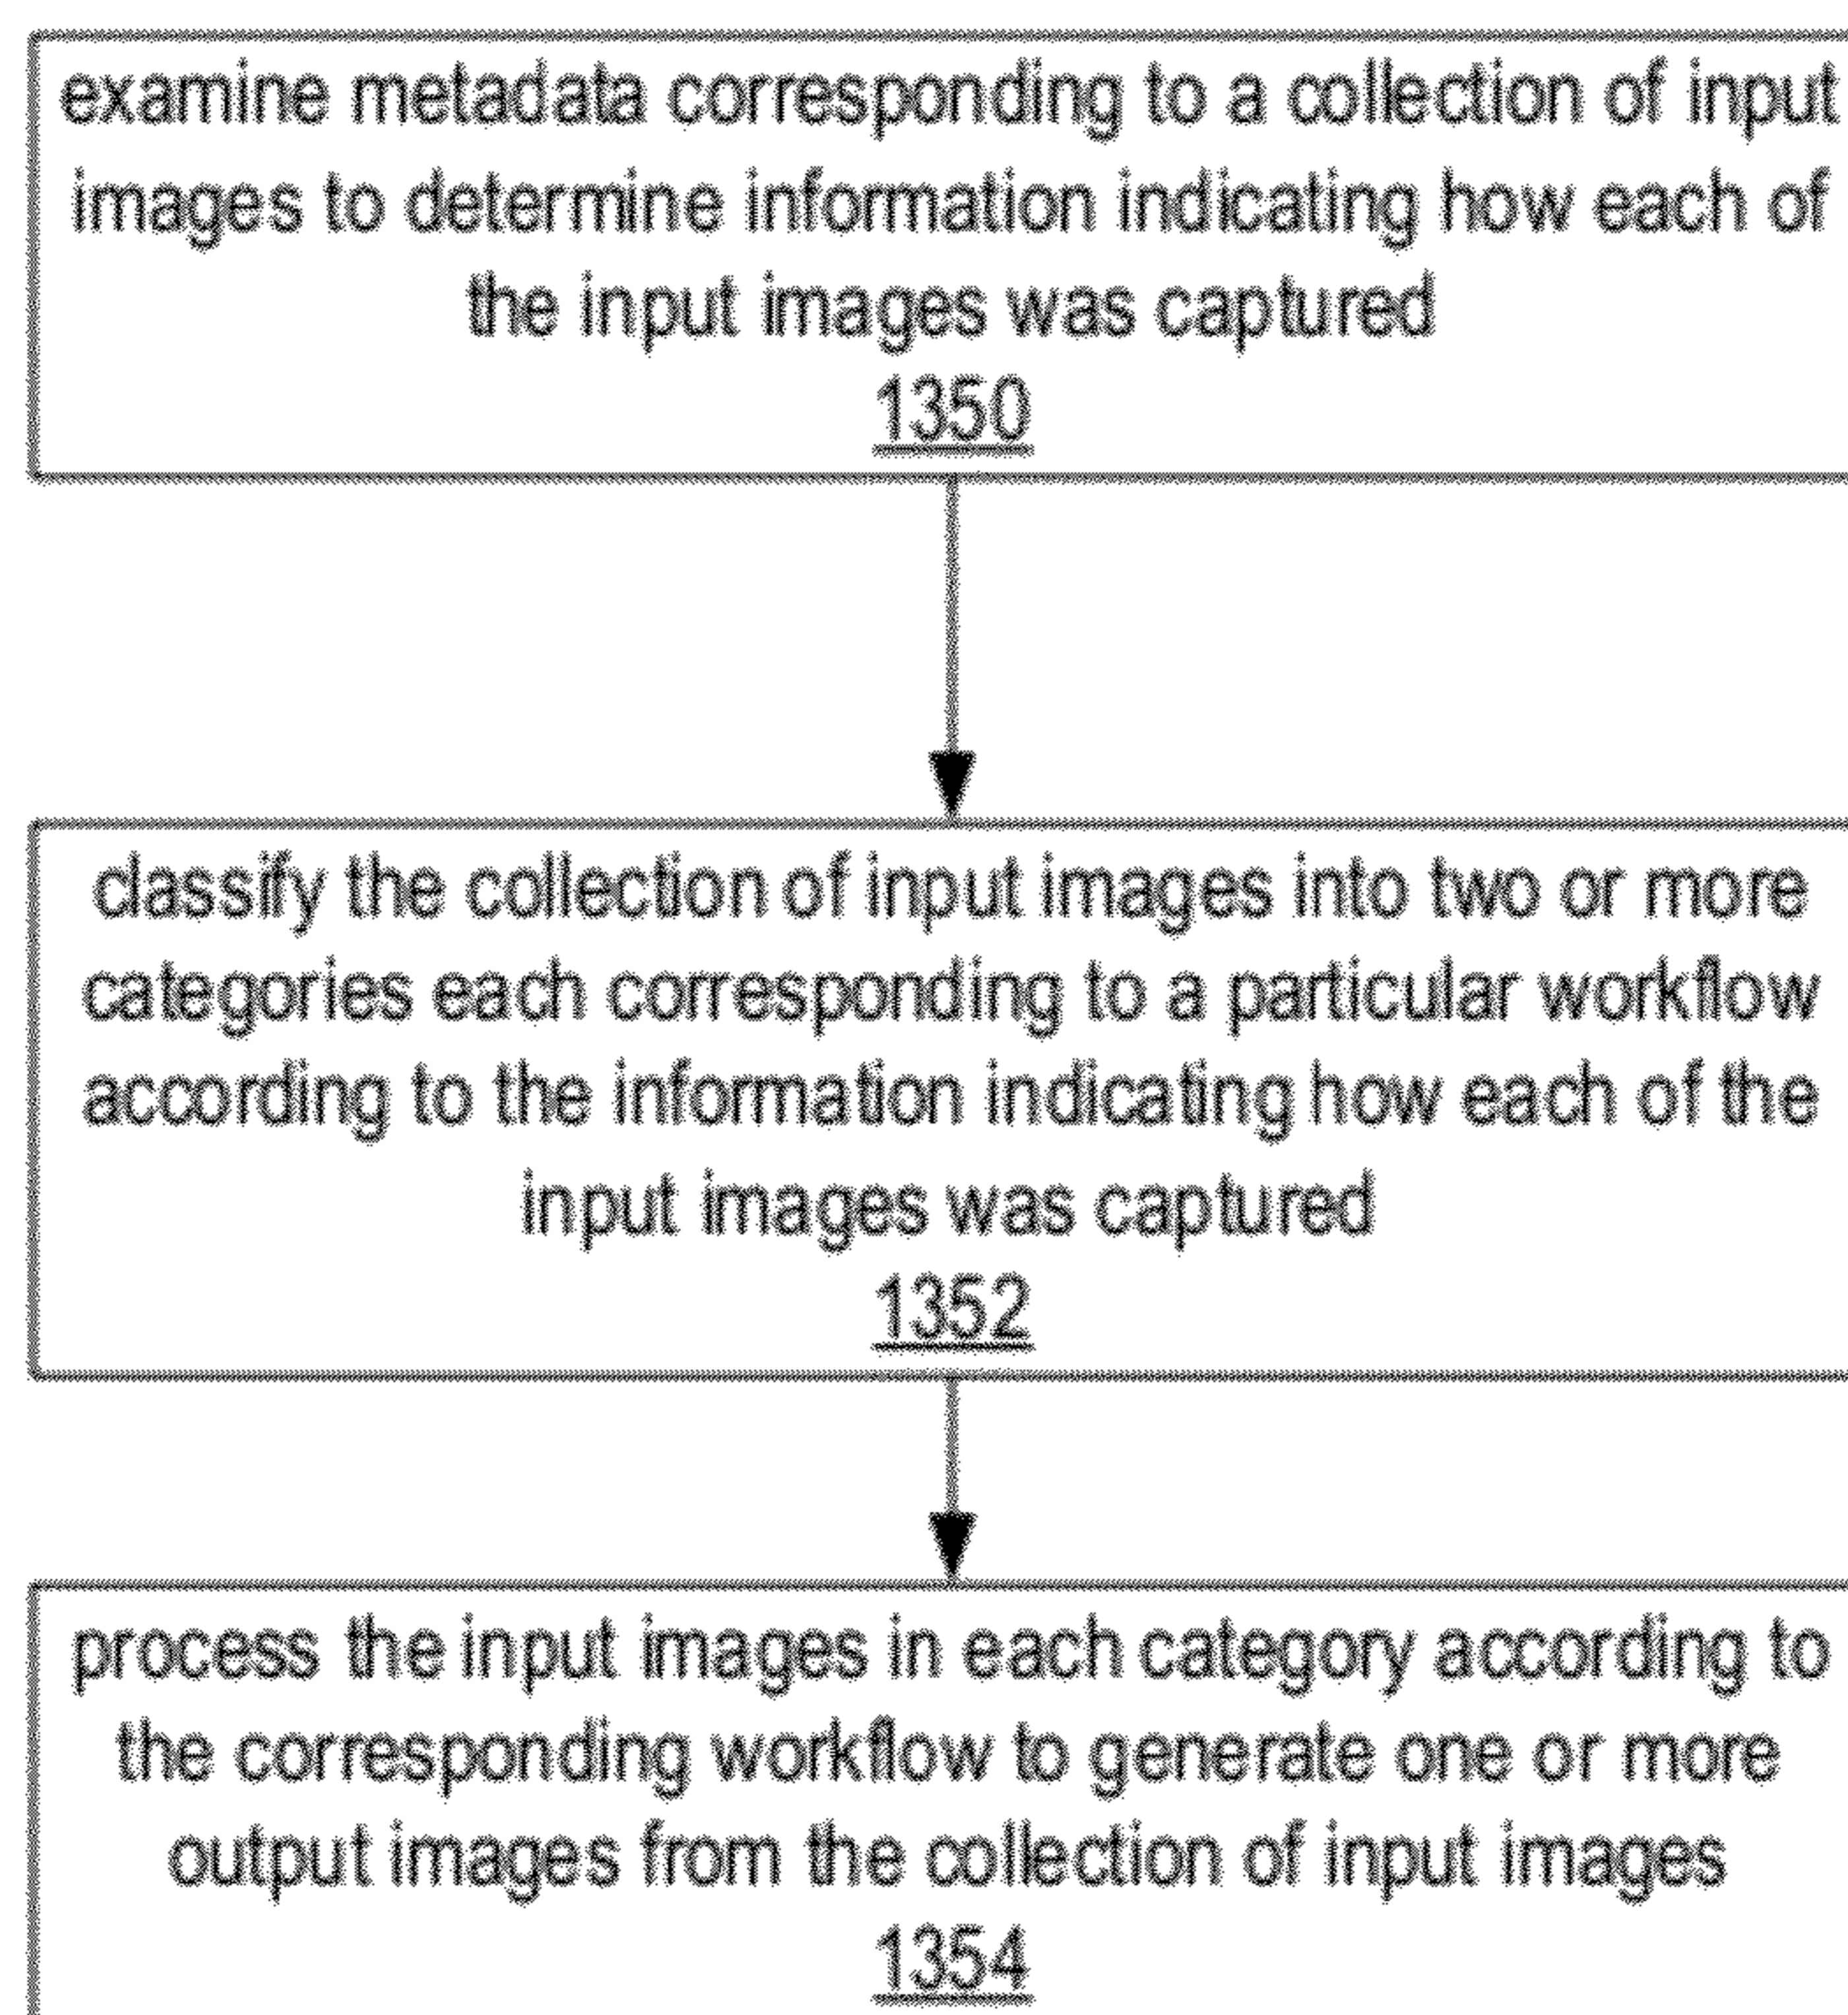 examine metadata corresponding to a collection of input
images to determine information indicating how each of
the input images was captured
1350
classify the collection of input images into two or more
categories each corresponding to a particular workflow
according to the information indicating how each of the
input images was captured
1352
process the input images in each category according to
the corresponding workflow to generate one or more
output images from the collection of input images
1354